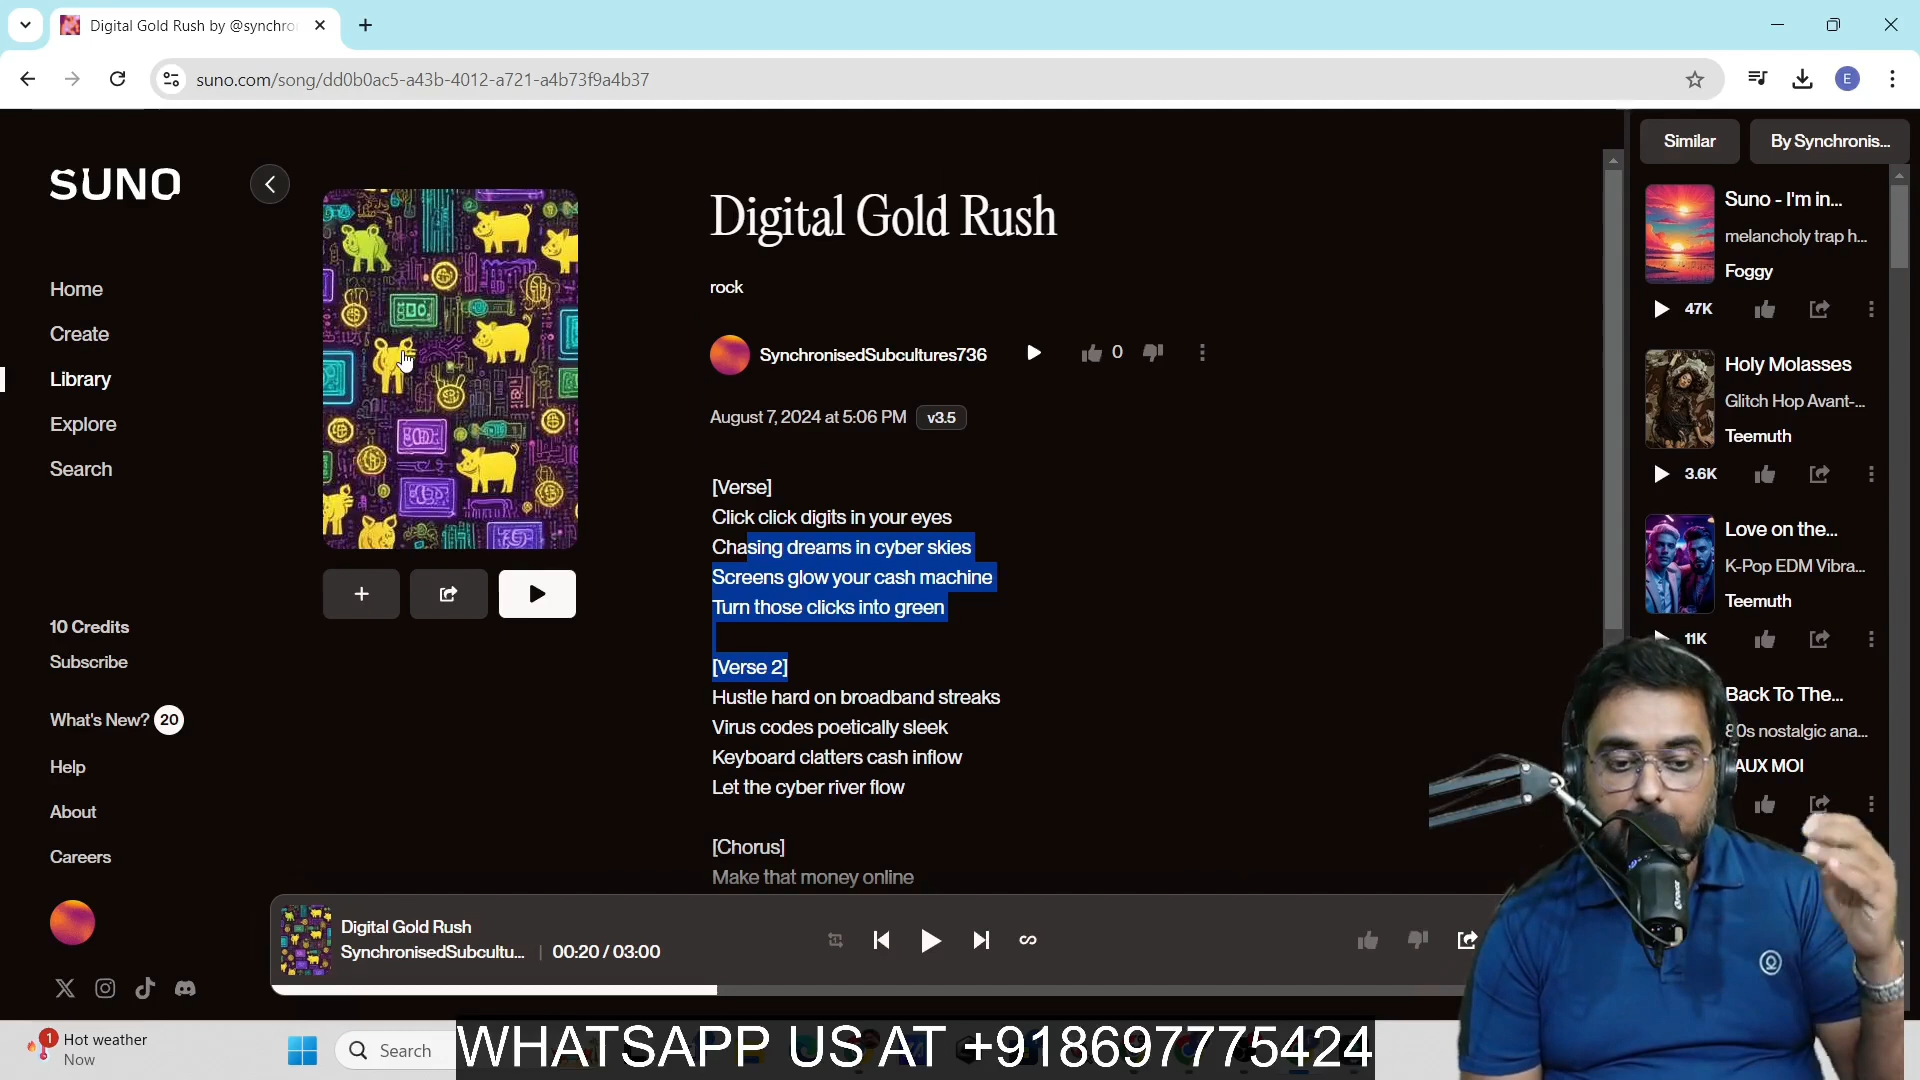 Digital Gold Rush by @synchro
suno.com/song/dd0b0ac5-a43b-4012-a721-a4b73f9a4b37
E
SUNO
Home
Create
Library
Explore
Search
10 Credits
Subscribe
What's New? 20
Help
About
Careers
Digital Gold Rush
rock
SynchronisedSubcultures736
0
August 7, 2024 at 5:06 PM v3.5
[Verse]
Click click digits in your eyes
Chasing dreams in cyber skies
Screens glow your cash machine
Turn those clicks into green
[Verse 2]
Hustle hard on broadband streaks
Virus codes poetically sleek
Keyboard clatters cash inflow
Let the cyber river flow
[Chorus]
Make that money online
Similar
By Synchronis...
Suno - I'm in...
melancholy trap h...
Foggy
47K
Holy Molasses
Glitch Hop Avant-...
Teemuth
3.6K
Love on the...
K-Pop EDM Vibra...
Teemuth
11K
Back To The...
80s nostalgic ana...
AUX MOI
Digital Gold Rush
SynchronisedSubcultu... | 00:20 / 03:00
1
Hot weather
Now
Search
WHATSAPP US AT +918697775424